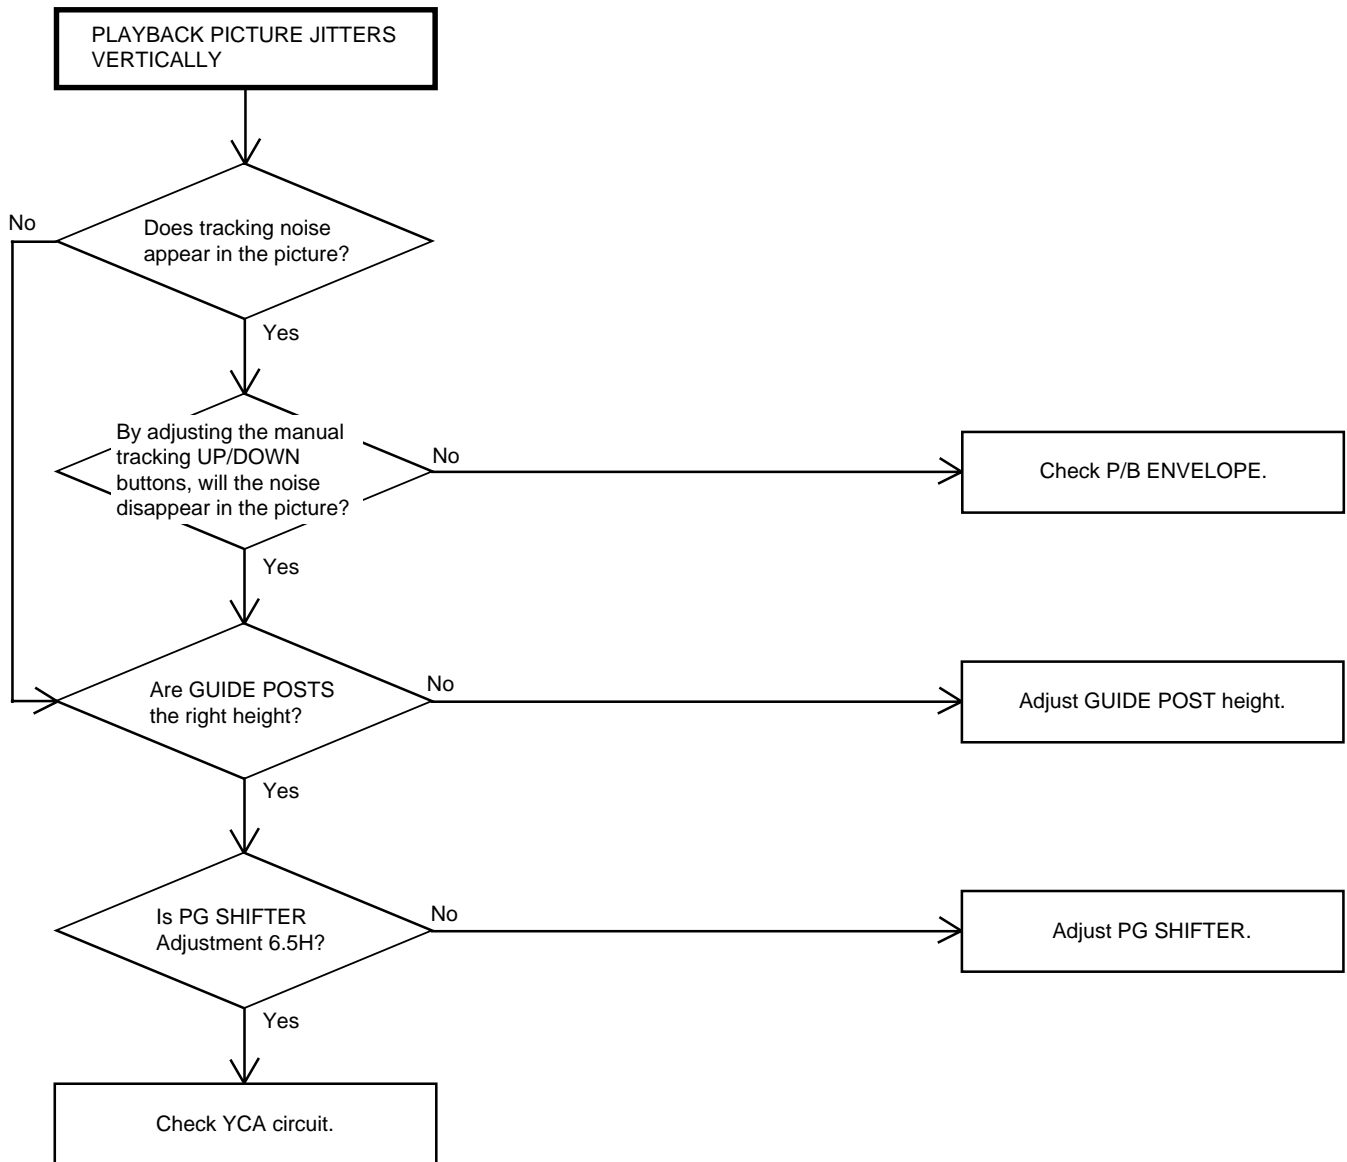 PLAYBACK PICTURE JITTERS
VERTICALLY
No
Does tracking noise
appear in the picture?
Yes
By adjusting the manual
tracking UP/DOWN
buttons, will the noise
disappear in the picture?
No
Check P/B ENVELOPE.
Yes
Are GUIDE POSTS
the right height?
No
Adjust GUIDE POST height.
Yes
Is PG SHIFTER
Adjustment 6.5H?
No
Adjust PG SHIFTER.
Yes
Check YCA circuit.